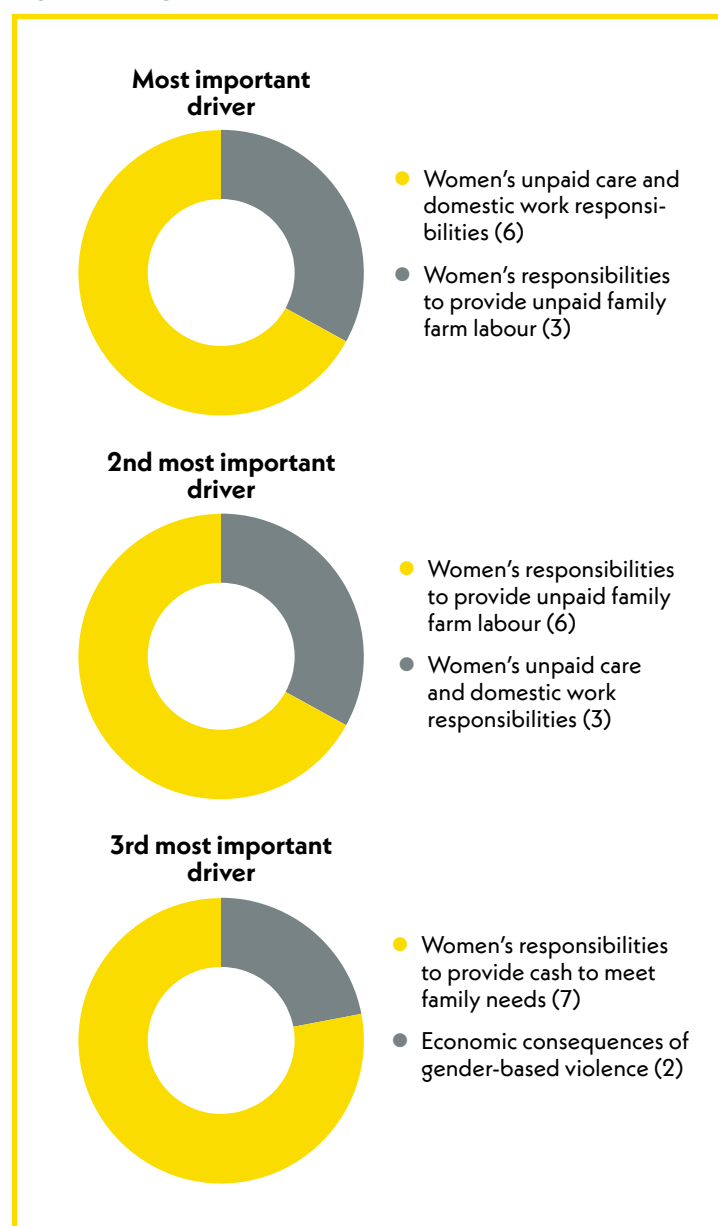 Most important
driver
Women's unpaid care and
domestic work responsi-
bilities (6)
Women's responsibilities
to provide unpaid family
farm labour (3)
2nd most important
driver
Women's responsibilities
to provide unpaid family
farm labour (6)
Women's unpaid care
and domestic work
responsibilities (3)
3rd most important
driver
Women's responsibilities
to provide cash to meet
family needs (7)
Economic consequences of
gender-based violence (2)